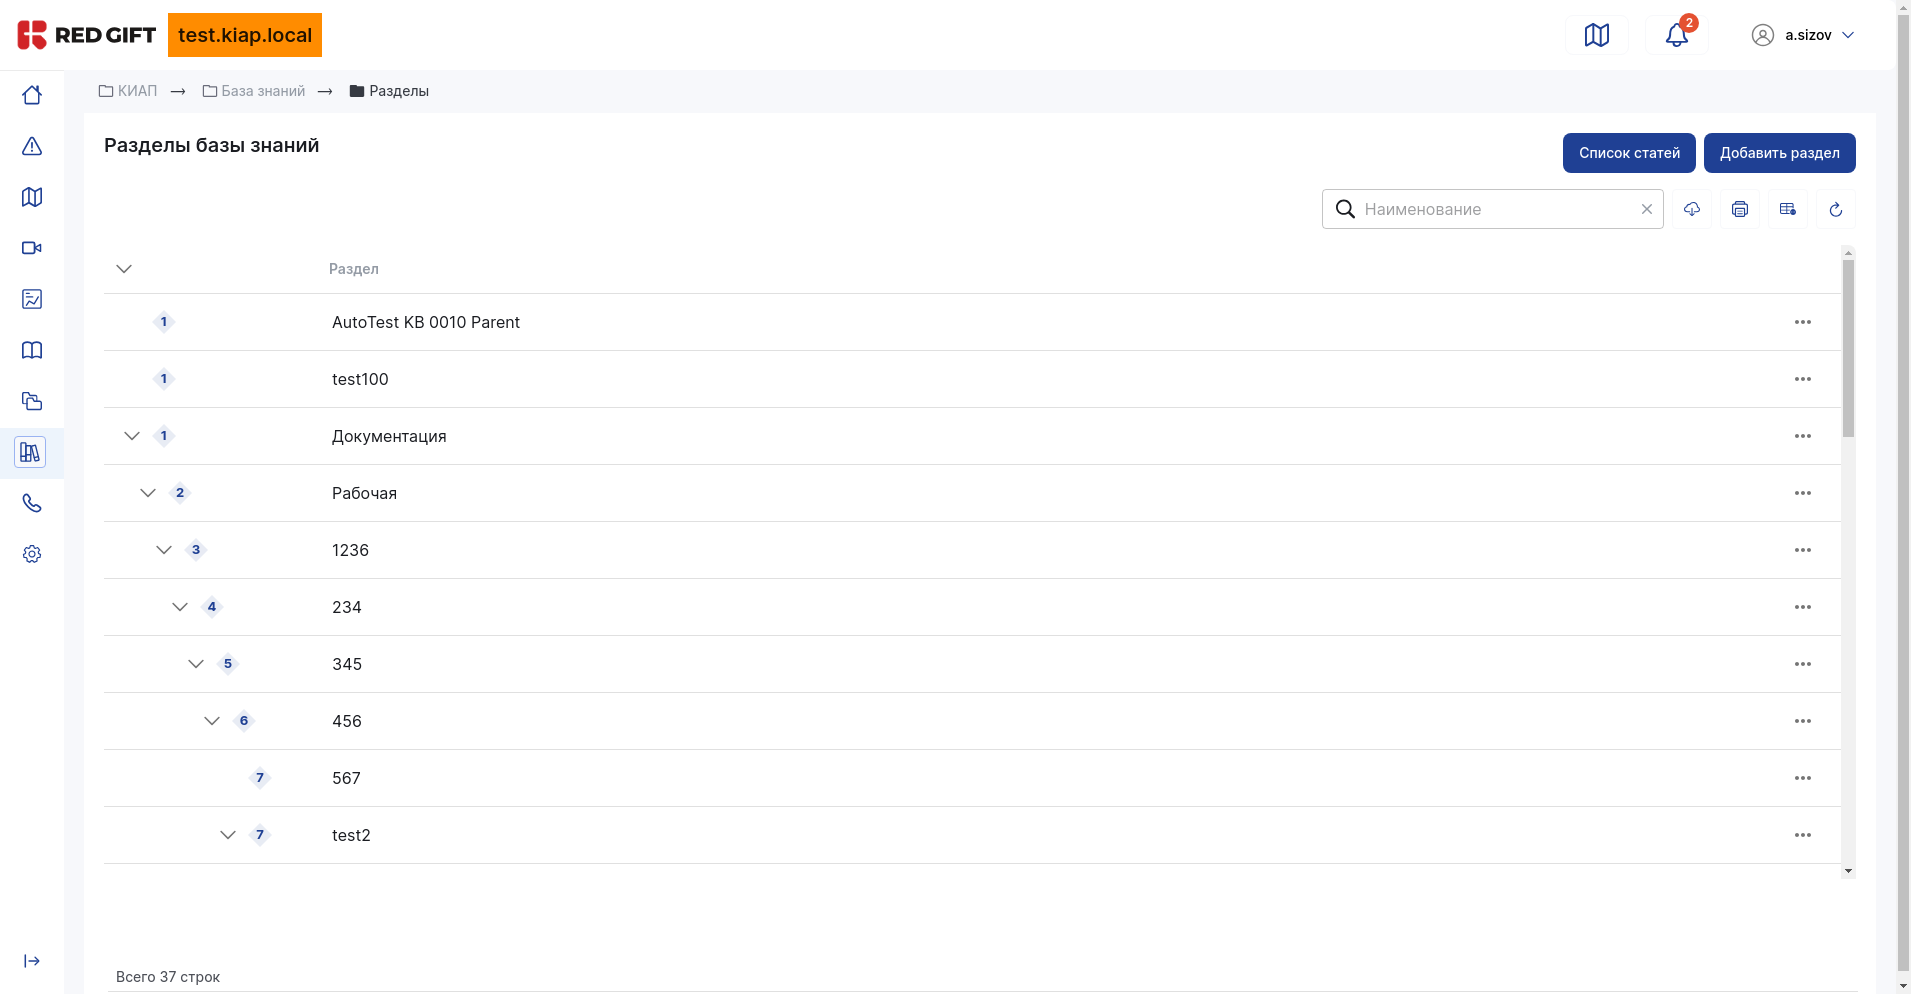 RED GIFT
test.kiap.local
2
a.sizov
КИАП → База знаний → Разделы
Разделы базы знаний
Список статей
Добавить раздел
Наименование
Раздел
1 AutoTest KB 0010 Parent
1 test100
1 Документация
2 Рабочая
3 1236
4 234
5 345
6 456
7 567
7 test2
Всего 37 строк